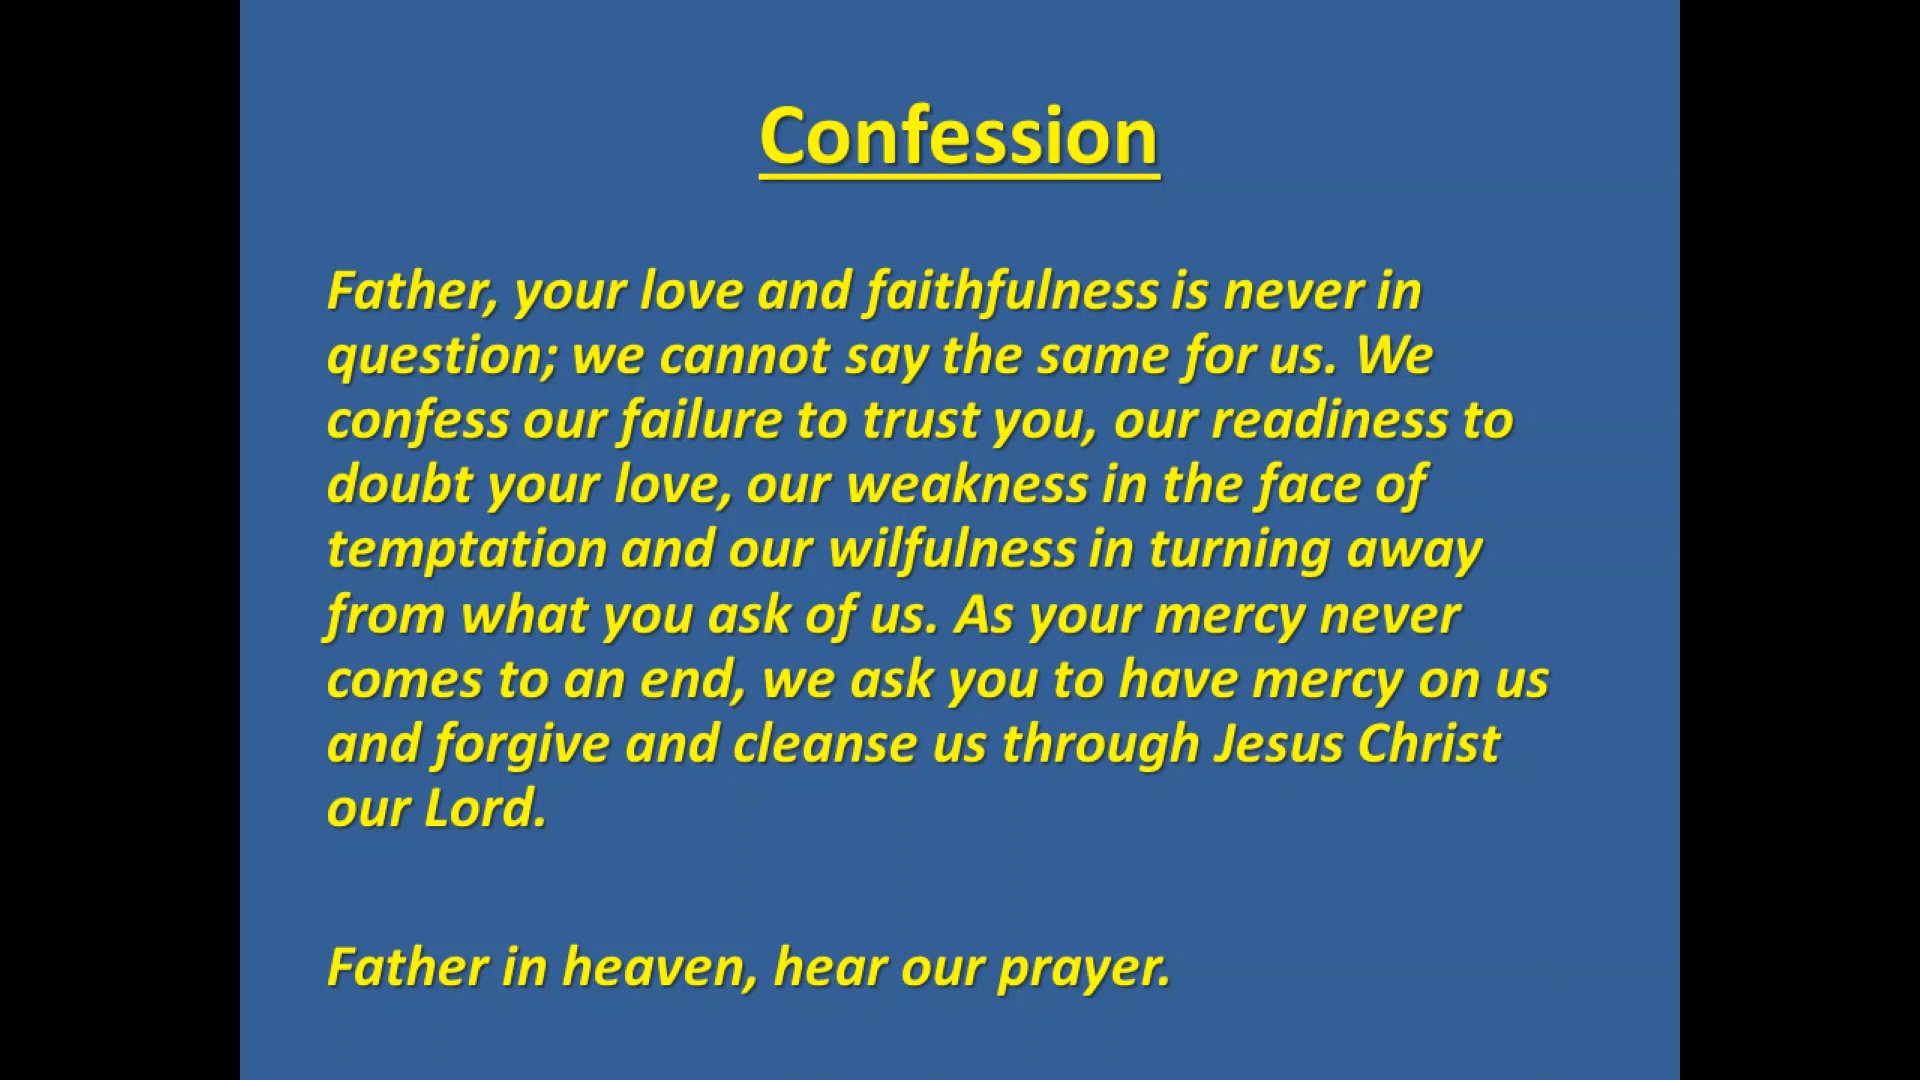 Confession
Father, your love and faithfulness is never in
question; we cannot say the same for us. We
confess our failure to trust you, our readiness to
doubt your love, our weakness in the face of
temptation and our wilfulness in turning away
from what you ask of us. As your mercy never
comes to an end, we ask you to have mercy on us
and forgive and cleanse us through Jesus Christ
our Lord.
Father in heaven, hear our prayer.